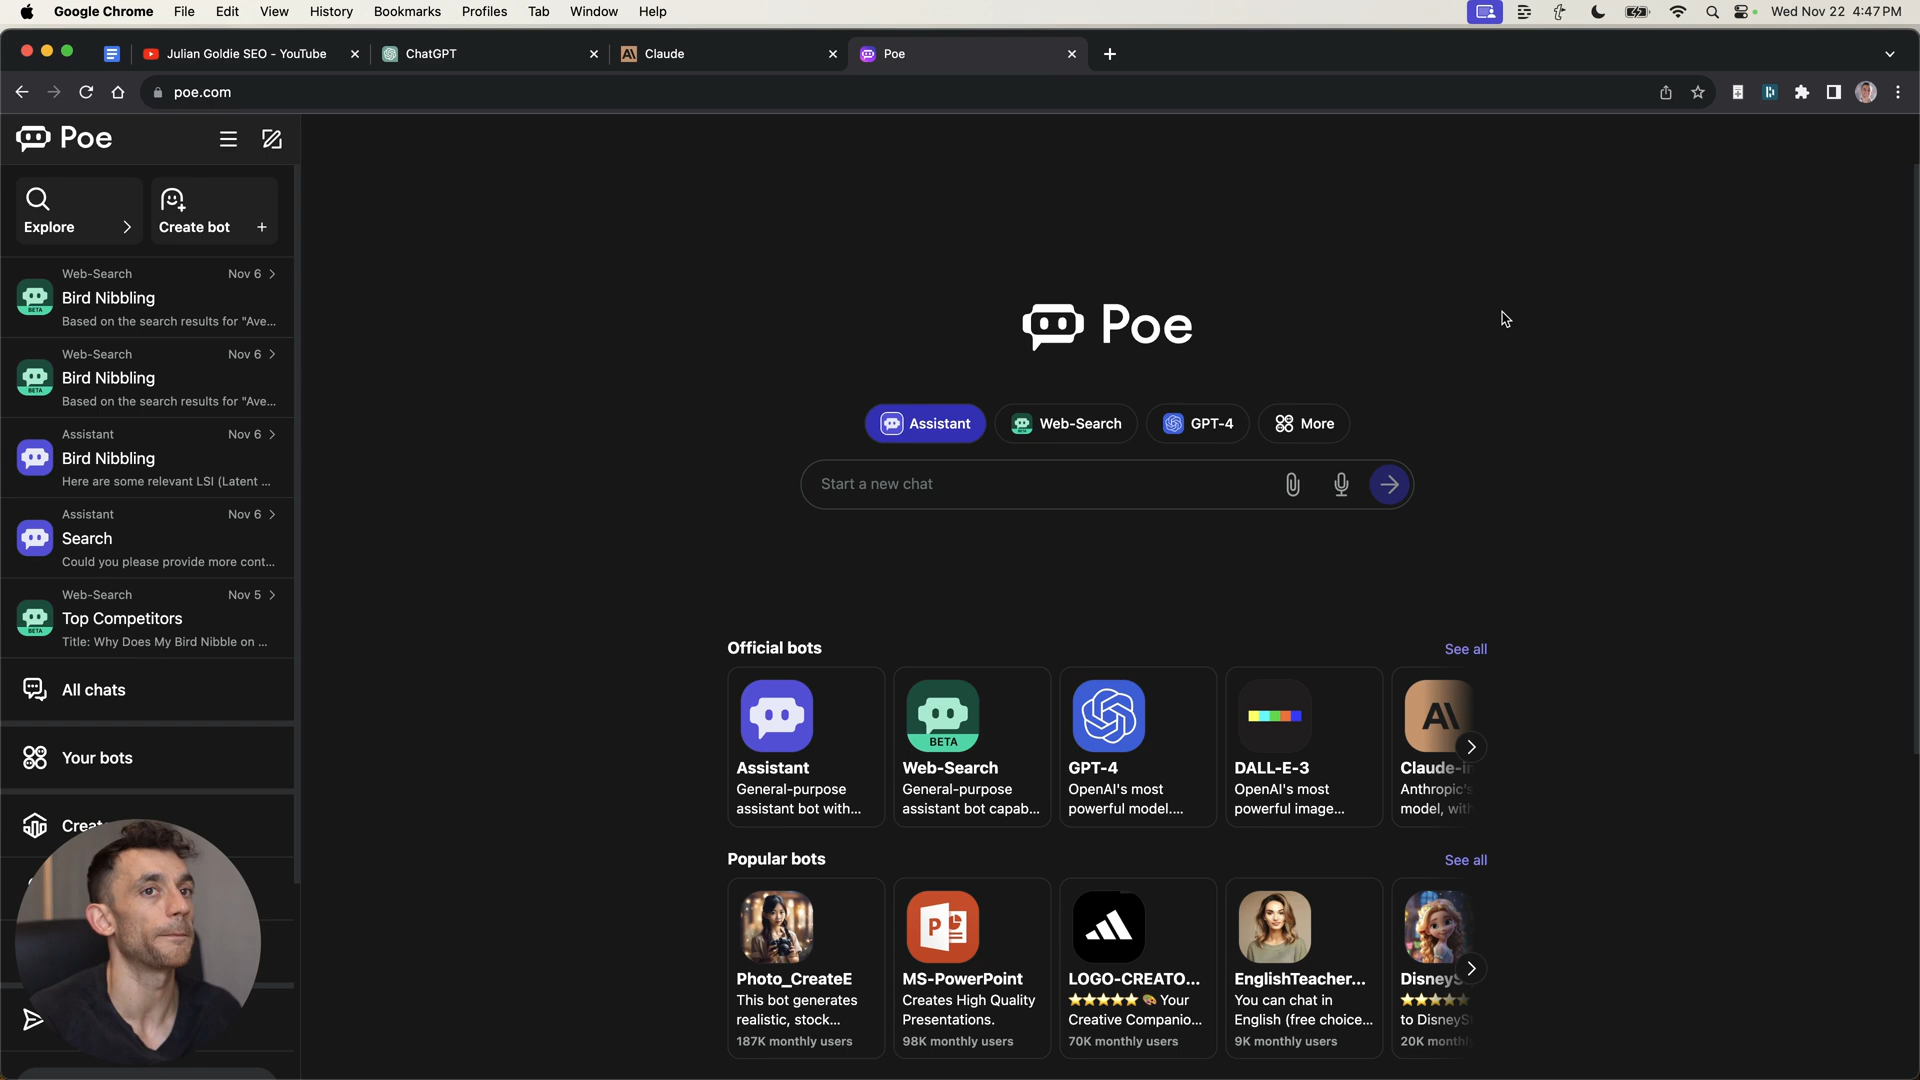 Google Chrome File Edit View History Bookmarks Profiles Tab Window Help Wed Nov 22 4:47 PM
Julian Goldie SEO - YouTube ChatGPT Claude Poe
poe.com
Poe
Explore Create bot
Web-Search Nov 6
Bird Nibbling
Based on the search results for "Ave...
Web-Search Nov 6
Bird Nibbling
Based on the search results for "Ave...
Assistant Nov 6
Bird Nibbling
Here are some relevant LSI (Latent ...
Assistant Nov 6
Search
Could you please provide more cont...
Web-Search Nov 5
Top Competitors
Title: Why Does My Bird Nibble on ...
All chats
Your bots
Poe
Assistant Web-Search GPT-4 More
Start a new chat
Official bots See all
BETA
Assistant
General-purpose
assistant bot with...
Web-Search
General-purpose
assistant bot capab...
GPT-4
OpenAI's most
powerful model....
DALL-E-3
OpenAI's most
powerful image...
Anthropic's
model, with
Popular bots See all
Photo_CreateE
This bot generates
realistic, stock...
187K monthly users
MS-PowerPoint
Creates High Quality
Presentations.
98K monthly users
LOGO-CREATO...
★★★★★ 🎨 Your
Creative Companio...
70K monthly users
EnglishTeacher...
You can chat in
English (free choice...
9K monthly users
★★★★★
20K